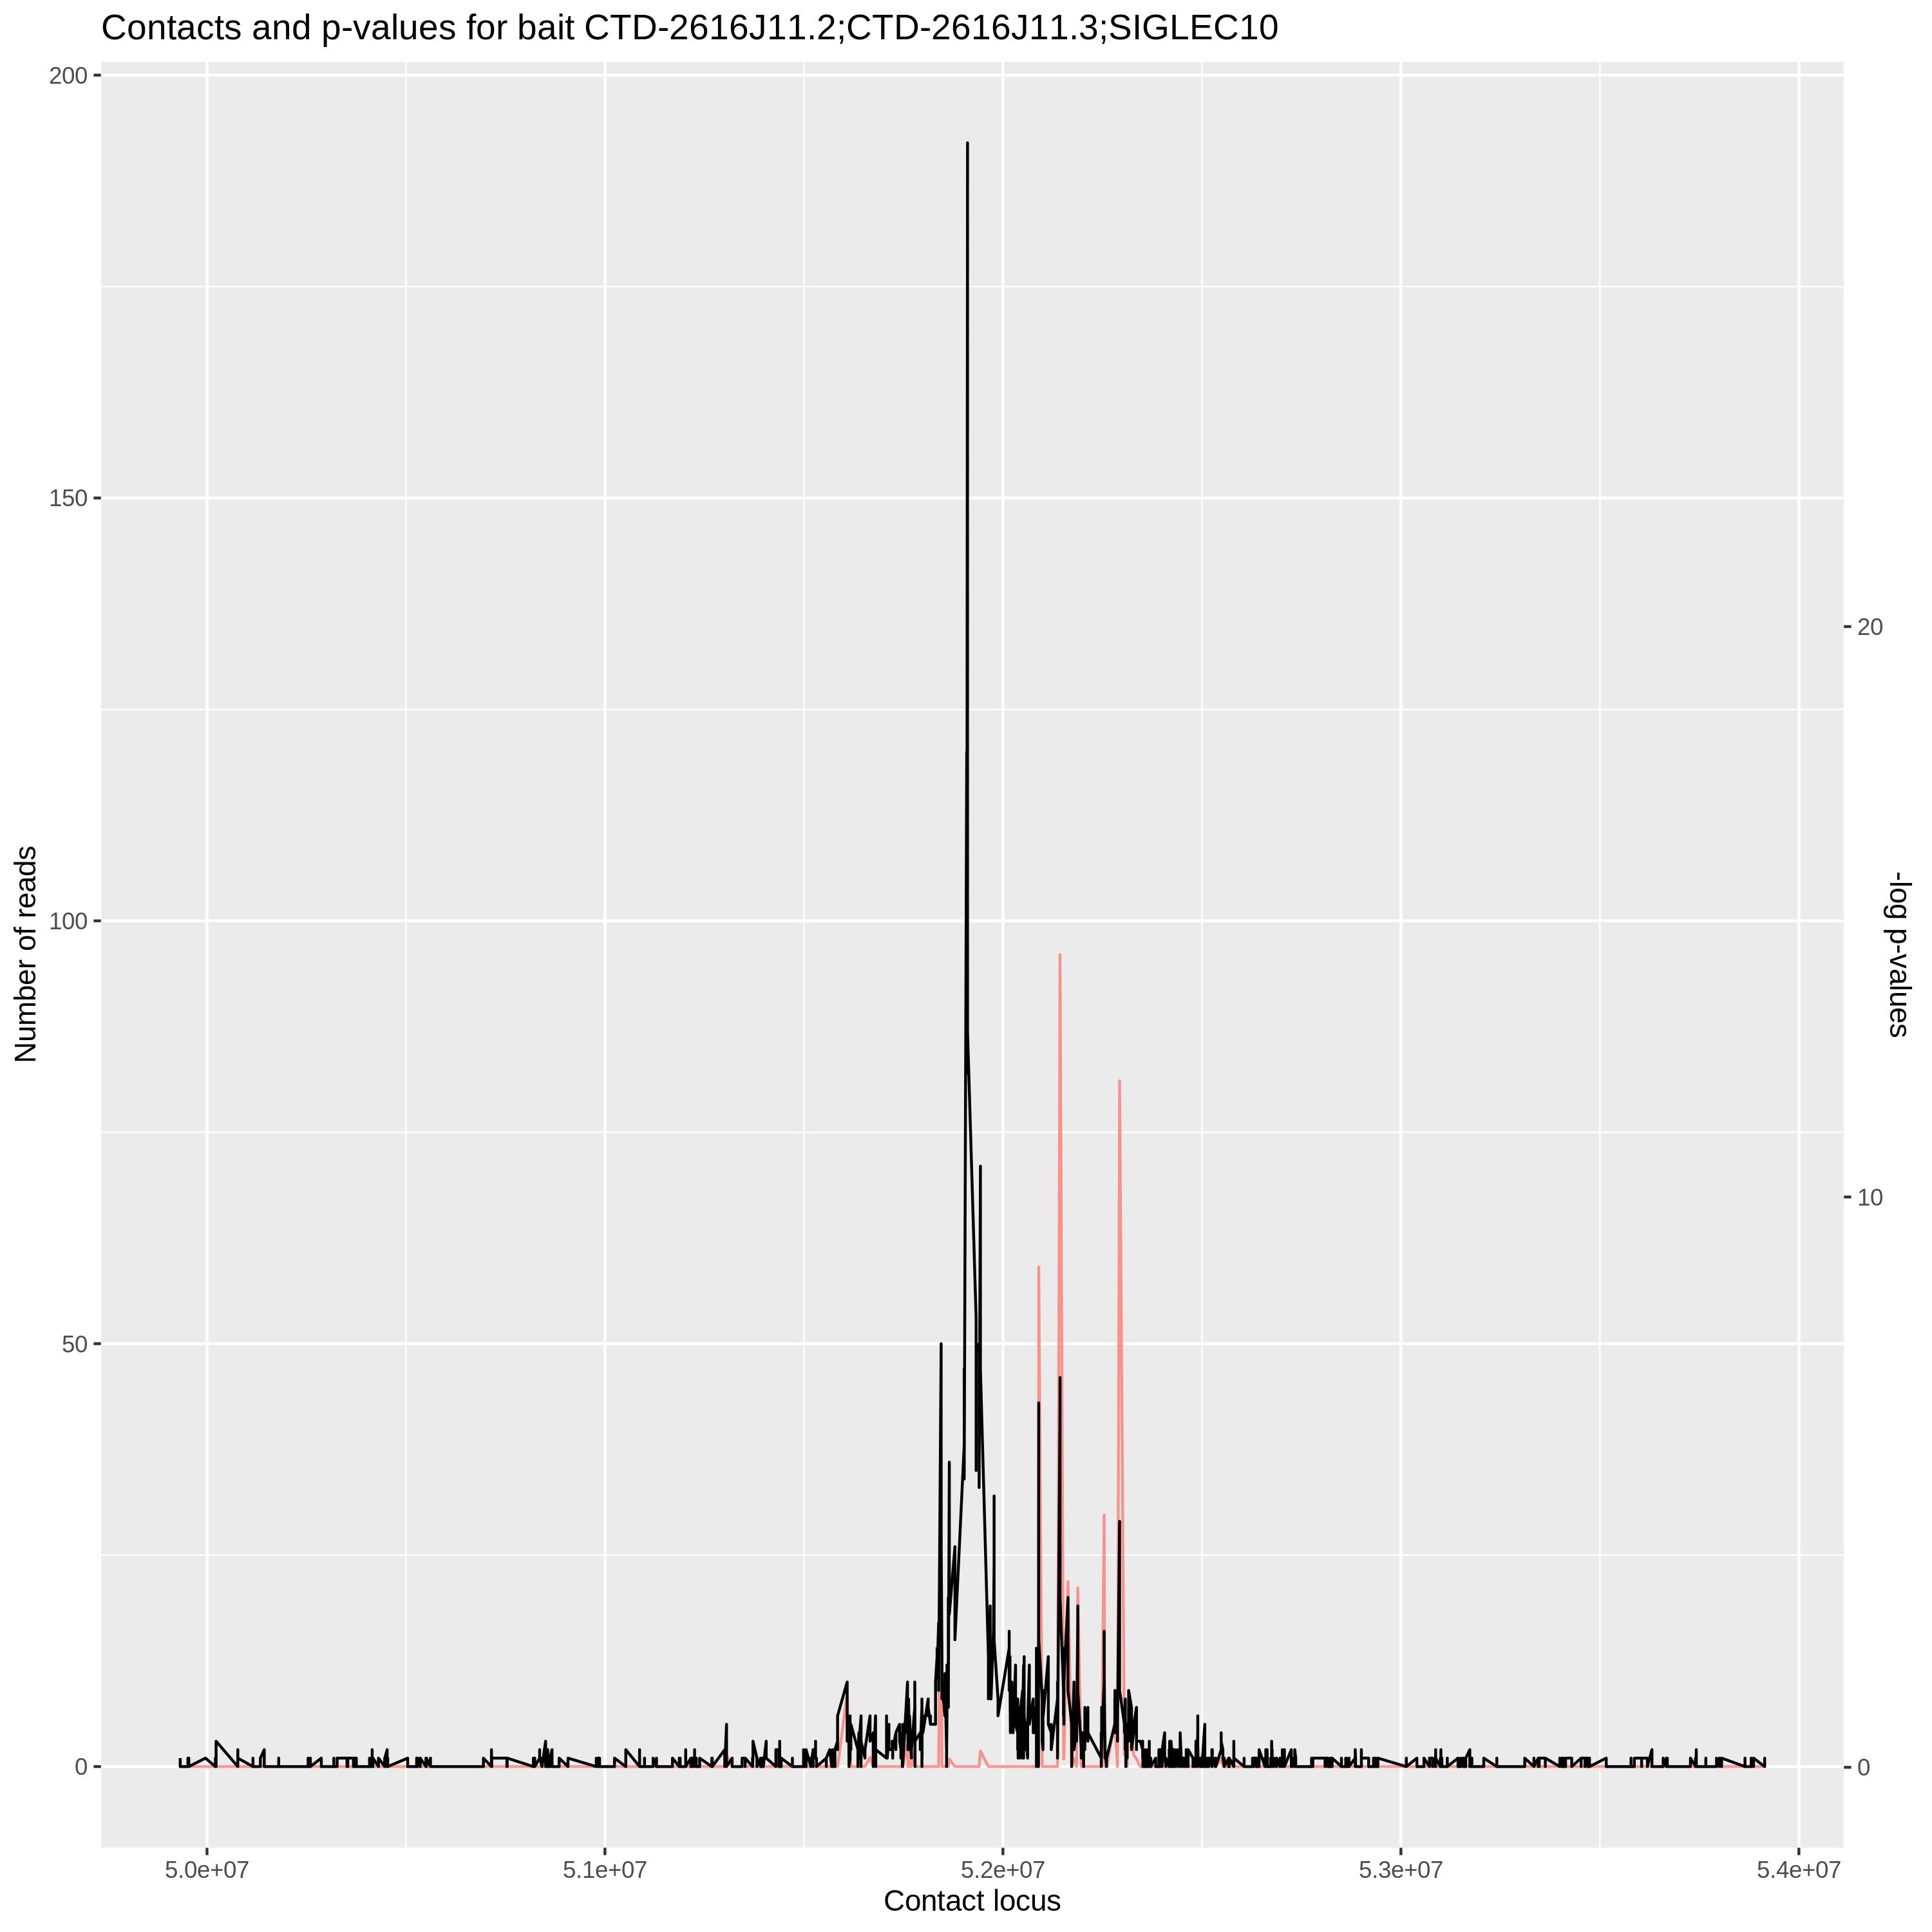 Contacts and p-values for bait CTD-2616J11.2;CTD-2616J11.3;SIGLEC10
200
150
100
50
0
Number of reads
20
10
0
-log p-values
5.0e+07 5.1e+07 5.2e+07 5.3e+07 5.4e+07
Contact locus